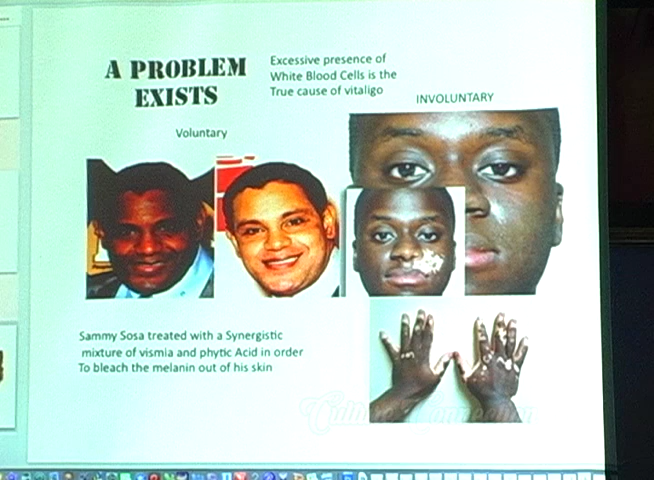 A PROBLEM
EXISTS
Excessive presence of
White Blood Cells is the
True cause of vitaligo
INVOLUNTARY
Voluntary
Sammy Sosa treated with a Synergistic
mixture of vismia and phytic Acid in order
To bleach the melanin out of his skin